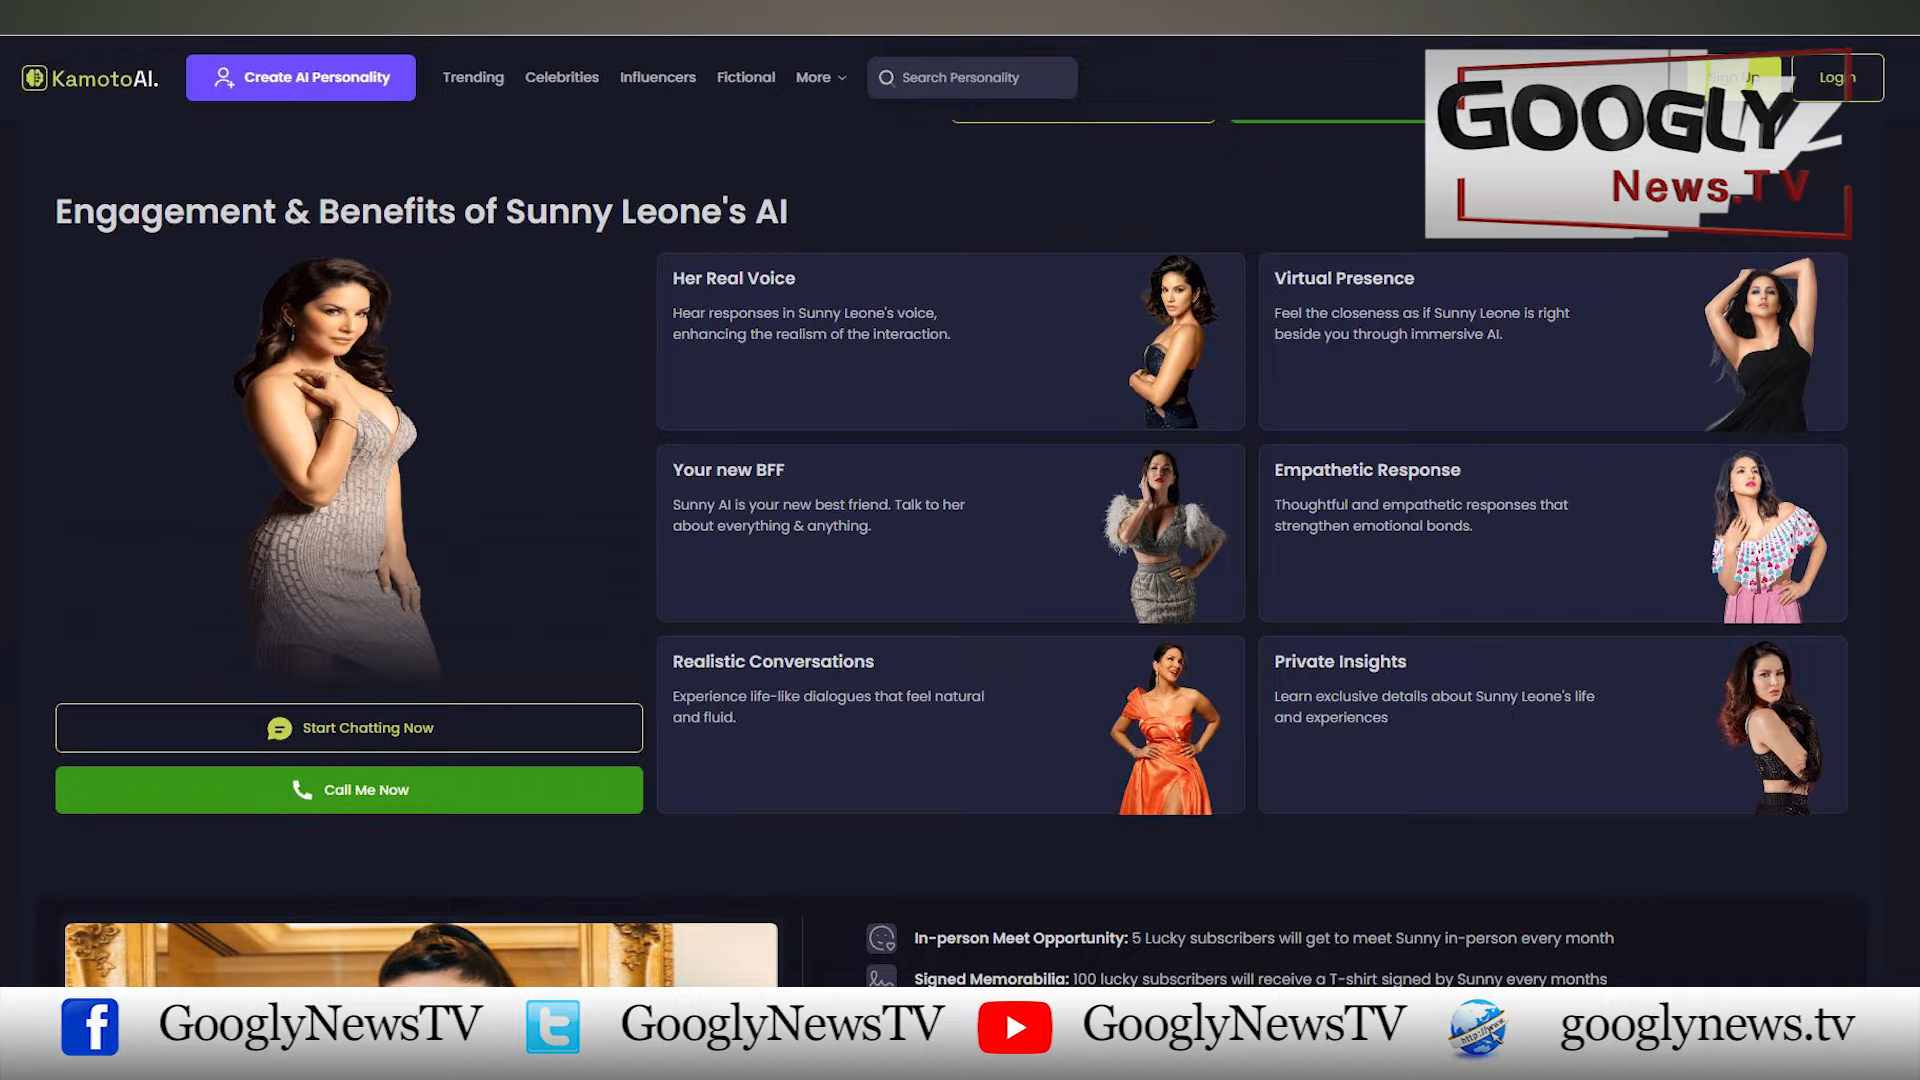 KamotoAI.
Create AI Personality
Trending
Celebrities
Influencers
Fictional
More
Search Personality
Sign Up
Login
GOOGLY
News.TV
Engagement & Benefits of Sunny Leone's AI
Her Real Voice
Hear responses in Sunny Leone's voice,
enhancing the realism of the interaction.
Virtual Presence
Feel the closeness as if Sunny Leone is right
beside you through immersive AI.
Your new BFF
Sunny AI is your new best friend. Talk to her
about everything & anything.
Empathetic Response
Thoughtful and empathetic responses that
strengthen emotional bonds.
Realistic Conversations
Experience life-like dialogues that feel natural
and fluid.
Private Insights
Learn exclusive details about Sunny Leone's life
and experiences
Start Chatting Now
Call Me Now
In-person Meet Opportunity: 5 Lucky subscribers will get to meet Sunny in-person every month
Signed Memorabilia: 100 lucky subscribers will receive a T-shirt signed by Sunny every months
GooglyNewsTV
GooglyNewsTV
GooglyNewsTV
http://www
googlynews.tv